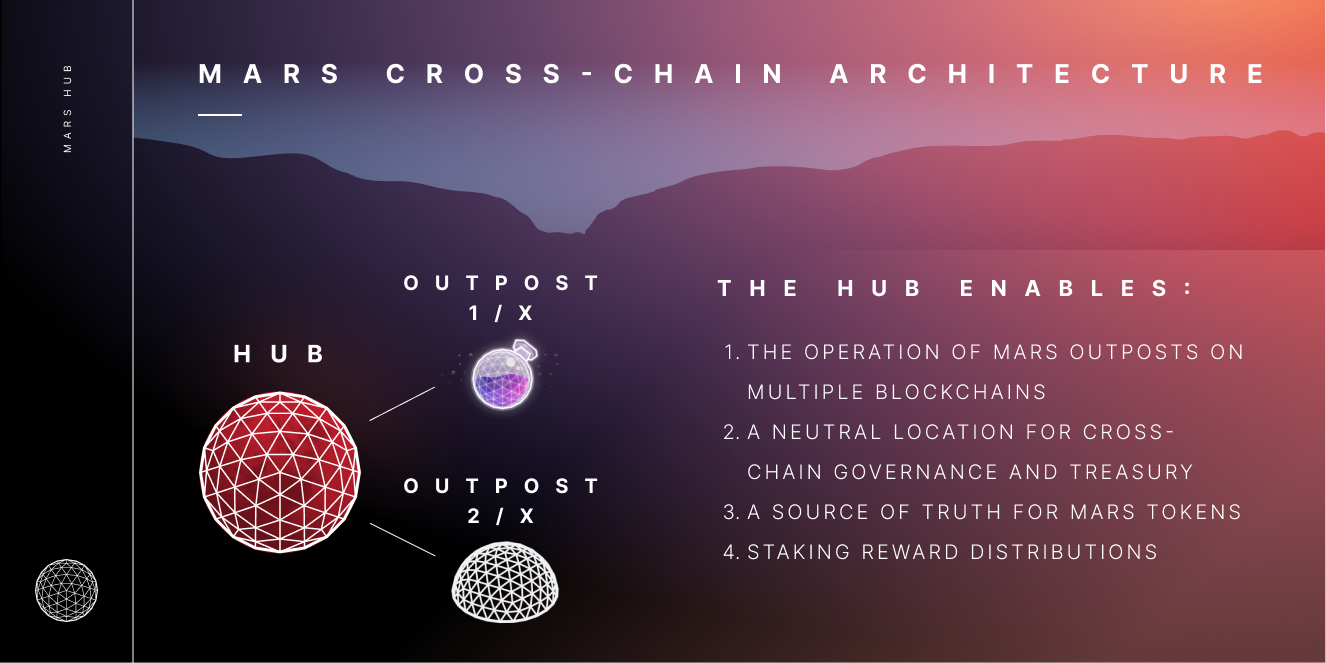 MARS HUB
MARS CROSS-CHAIN ARCHITECTURE
HUB
OUTPOST
1/X
OUTPOST
2/X
THE HUB ENABLES:
1. THE OPERATION OF MARS OUTPOSTS ON
MULTIPLE BLOCKCHAINS
2. A NEUTRAL LOCATION FOR CROSS-
CHAIN GOVERNANCE AND TREASURY
3. A SOURCE OF TRUTH FOR MARS TOKENS
4. STAKING REWARD DISTRIBUTIONS